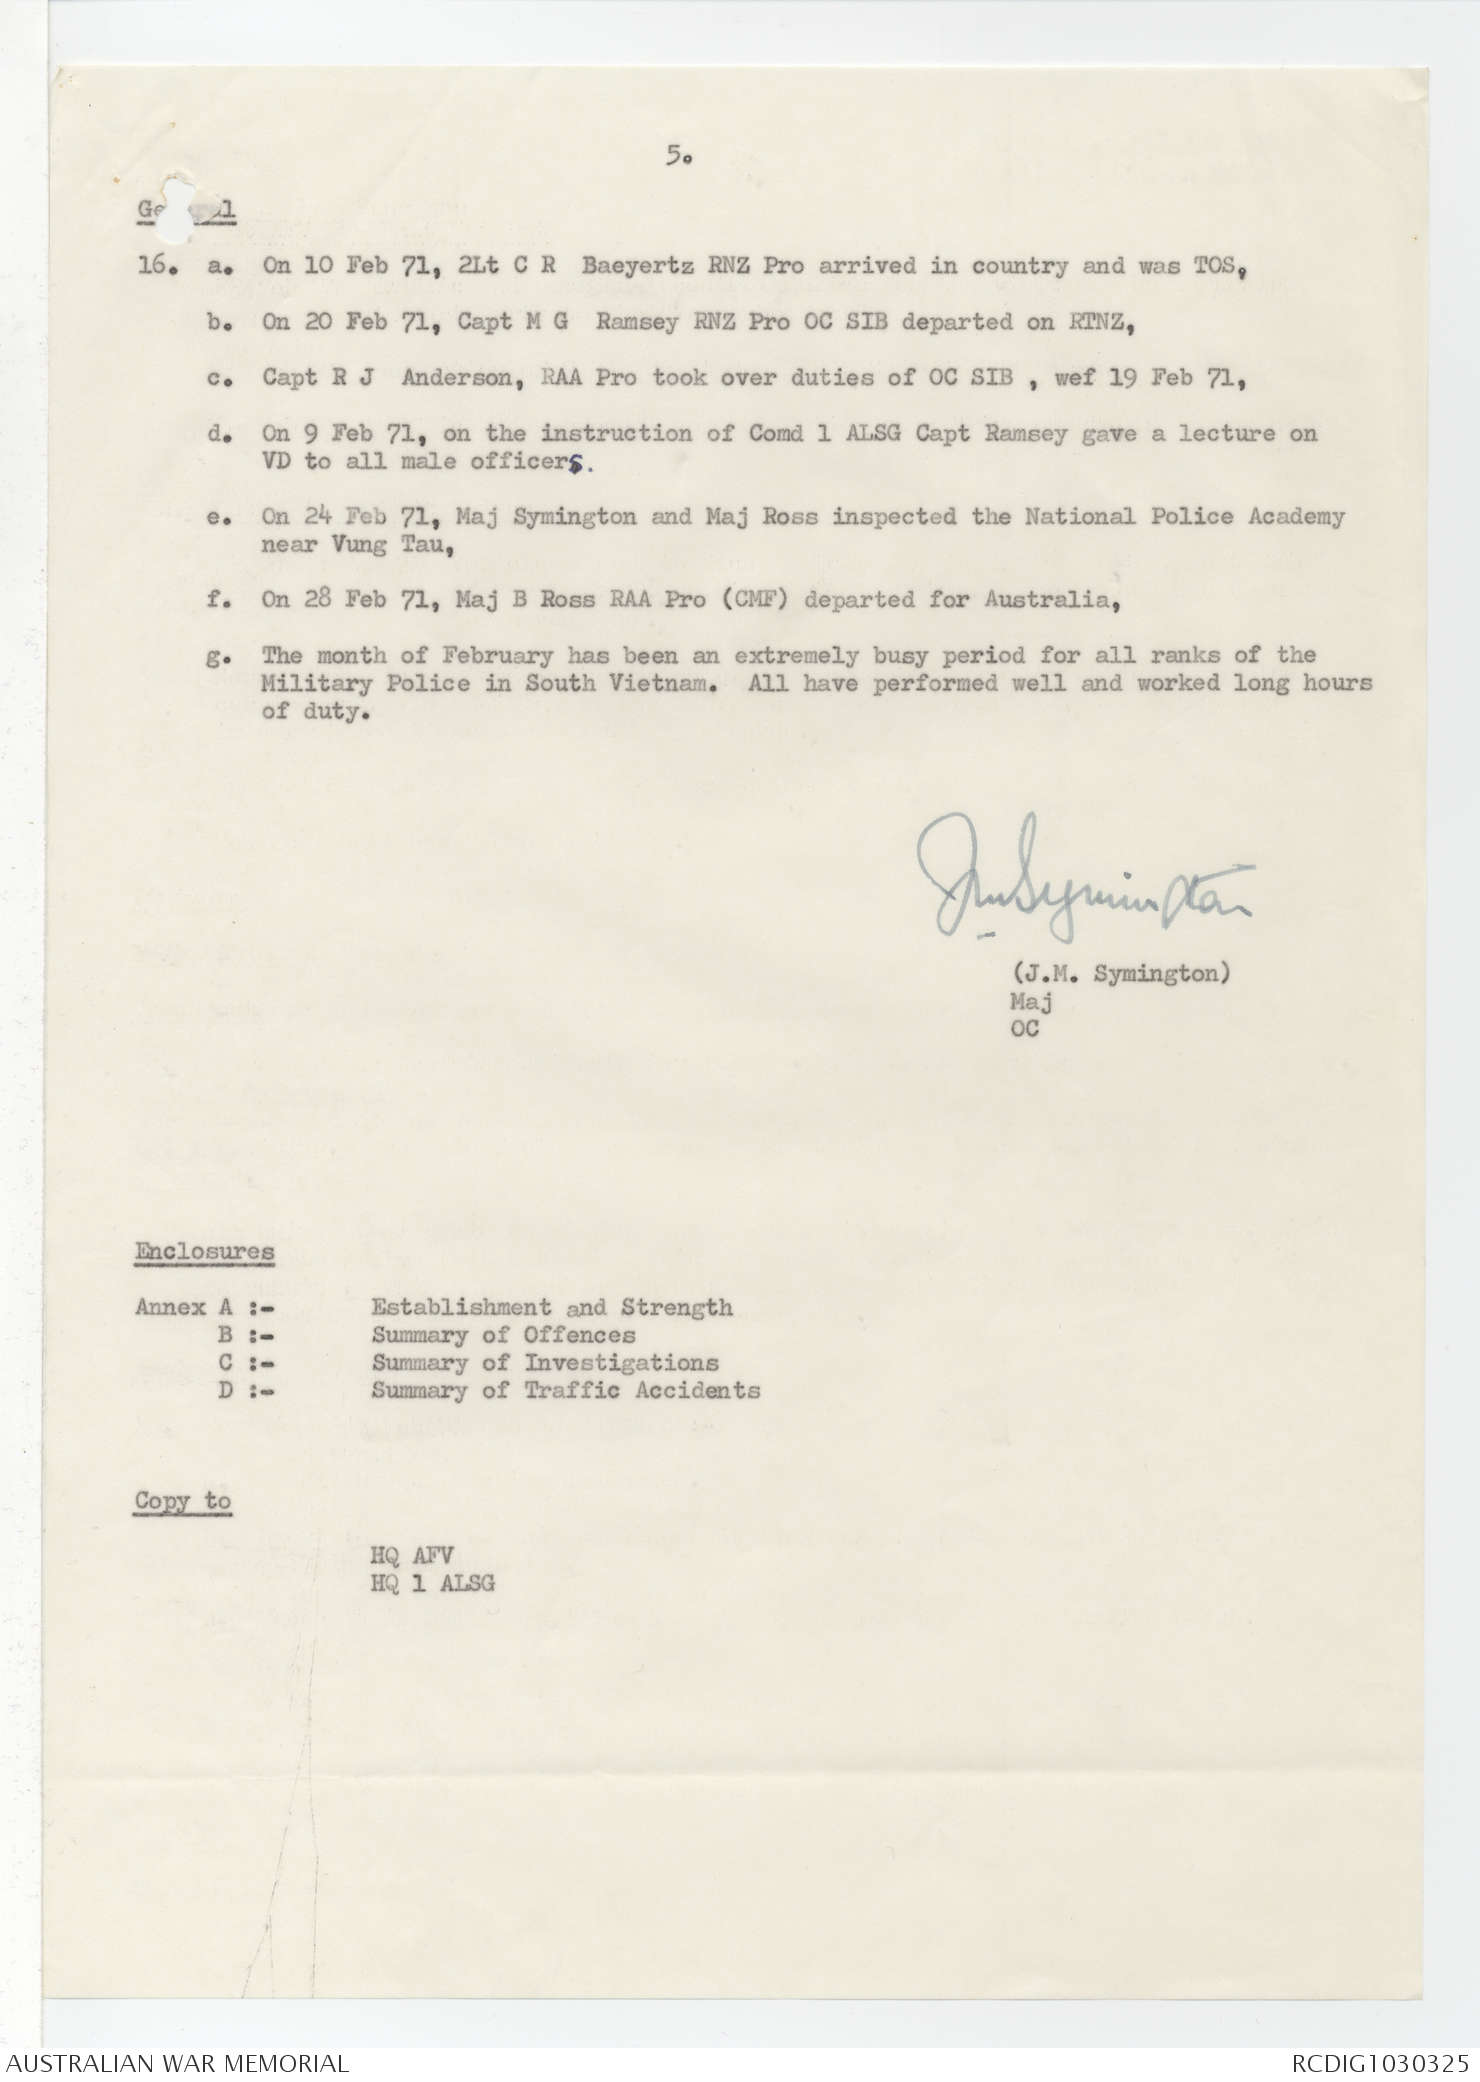 5.
General
16. a. On 10 Feb 71, 2Lt C R  Baeyertz RNZ Pro arrived in country and was TOS,
b. On 20 Feb 71, Capt M G  Ramsey RNZ Pro OC SIB departed on RTNZ,
c. Capt R J  Anderson, RAA Pro took over duties of OC SIB , wef 19 Feb 71,
d. On 9 Feb 71, on the instruction of Comd 1 ALSG Capt Ramsey gave a lecture on
VD to all male officers.
e. On 24 Feb 71, Maj Symington and Maj Ross inspected the National Police Academy
near Vung Tau,
f. On 28 Feb 71, Maj B Ross RAA Pro (CMF) departed for Australia,
g. The month of February has been an extremely busy period for all ranks of the
Military Police in South Vietnam.  All have performed well and worked long hours
of duty.
JM Symington
(J.M. Symington)
Maj
OC
Enclosures
Annex A :- Establishment and Strength
B :- Summary of Offences
C :- Summary of Investigations
D :- Summary of Traffic Accidents
Copy to
HQ AFV
HQ 1 ALSG
AUSTRALIAN WAR MEMORIAL
RCDIG1030325